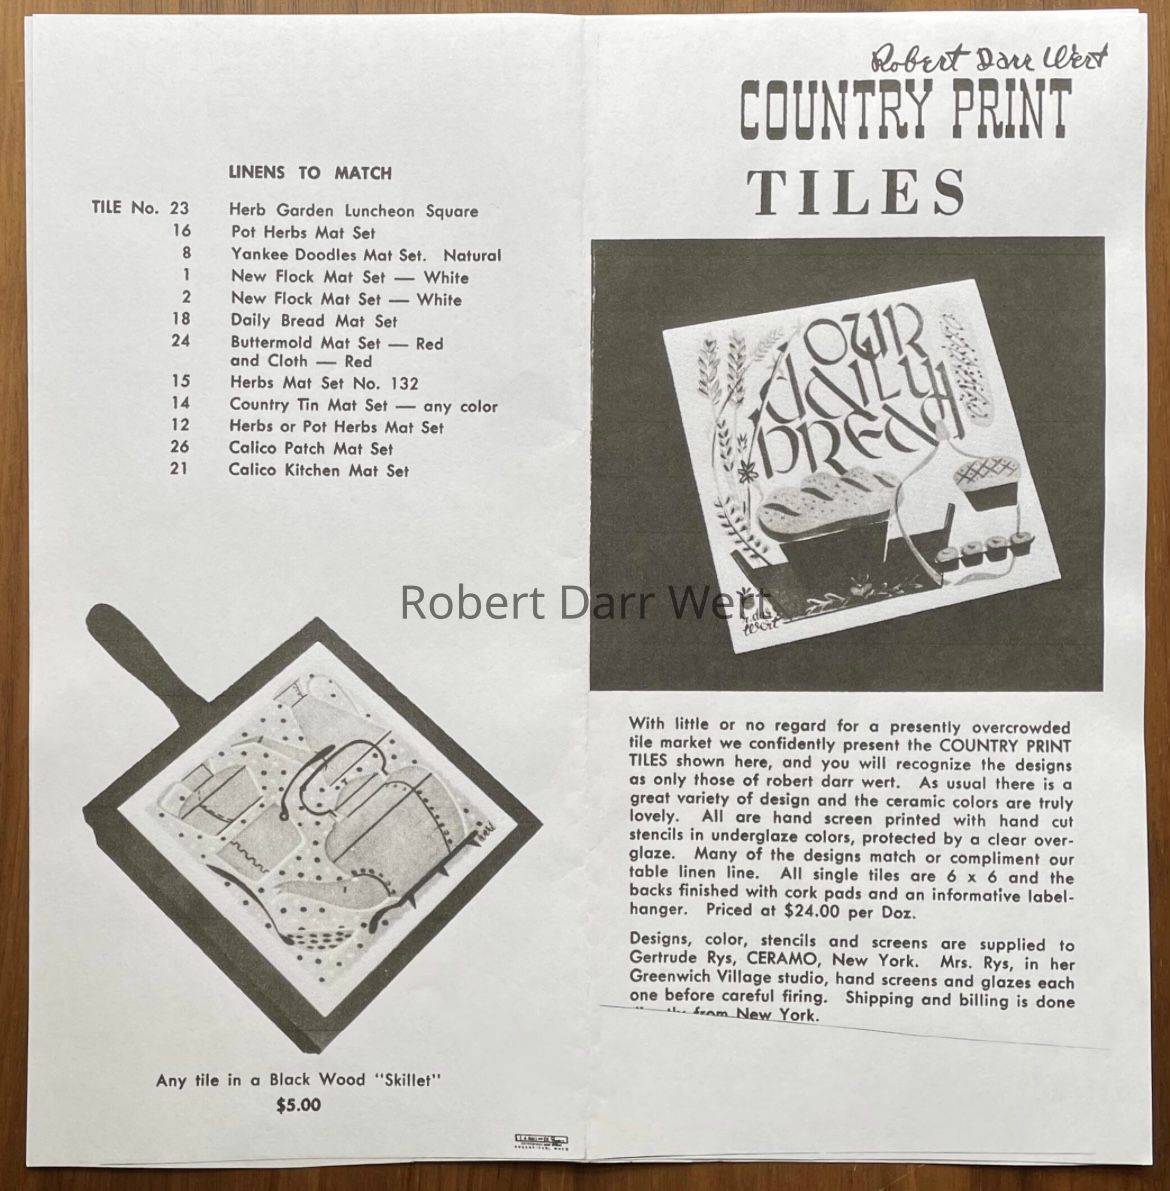 LINENS TO MATCH
TILE No. 23 Herb Garden Luncheon Square
16 Pot Herbs Mat Set
8 Yankee Doodles Mat Set. Natural
1 New Flock Mat Set — White
2 New Flock Mat Set — White
18 Daily Bread Mat Set
24 Buttermold Mat Set — Red
and Cloth — Red
15 Herbs Mat Set No. 132
14 Country Tin Mat Set — any color
12 Herbs or Pot Herbs Mat Set
26 Calico Patch Mat Set
21 Calico Kitchen Mat Set
Wert
Any tile in a Black Wood "Skillet"
$5.00
Robert Darr Wert
COUNTRY PRINT
TILES
OUR
DAILY
BREAD
r. darr
Wert
Robert Darr Wert
With little or no regard for a presently overcrowded
tile market we confidently present the COUNTRY PRINT
TILES shown here, and you will recognize the designs
as only those of robert darr wert. As usual there is a
great variety of design and the ceramic colors are truly
lovely. All are hand screen printed with hand cut
stencils in underglaze colors, protected by a clear over-
glaze. Many of the designs match or compliment our
table linen line. All single tiles are 6 x 6 and the
backs finished with cork pads and an informative label-
hanger. Priced at $24.00 per Doz.
Designs, color, stencils and screens are supplied to
Gertrude Rys, CERAMO, New York. Mrs. Rys, in her
Greenwich Village studio, hand screens and glazes each
one before careful firing. Shipping and billing is done
from New York.